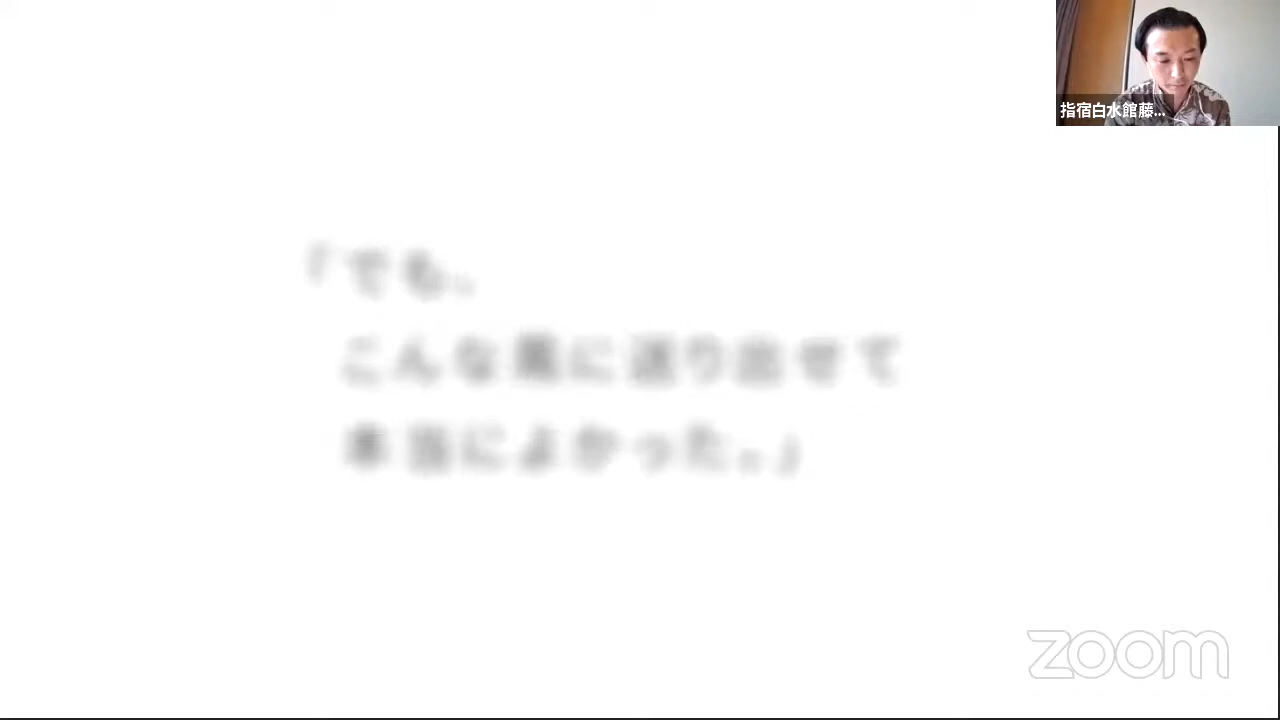 指宿白水館藤...
「でも、
こんな風に送り出せて
本当によかった。」
zoom